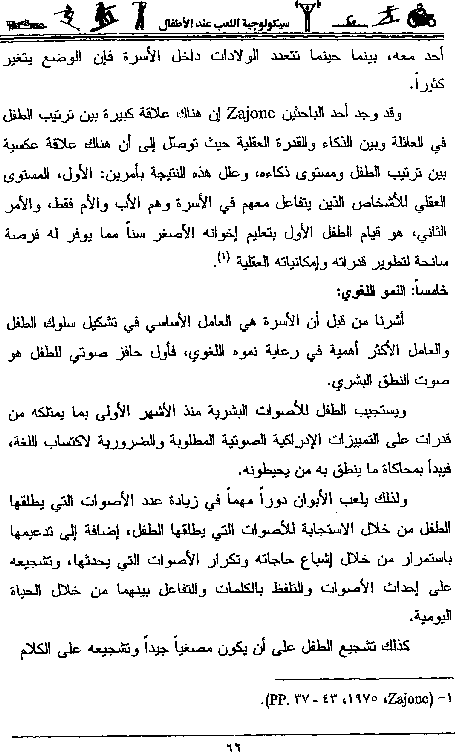 سيكولوجية اللعب عند الأطفال
أحد معه، بينما حينما تتعدد الولادات داخل الأسرة فإن الوضع يتغير
كثيراً.
وقد وجد أحد الباحثين Zajonc إن هناك علاقة كبيرة بين ترتيب الطفل
في العائلة وبين الذكاء والقدرة العقلية حيث توصل إلى أن هناك علاقة عكسية
بين ترتيب الطفل ومستوى ذكاءه، وعلل هذه النتيجة بأمرين: الأول، المستوى
العقلي للأشخاص الذين يتفاعل معهم في الأسرة وهم الأب والأم فقط، والأمر
الثاني، هو قيام الطفل الأول بتعليم إخوانه الأصغر سناً مما يوفر له فرصة
سانحة لتطوير قدراته وإمكانياته العقلية (١).
خامساً: النمو اللغوي:
أشرنا من قبل أن الأسرة هي العامل الأساسي في تشكيل سلوك الطفل
والعامل الأكثر أهمية في رعاية نموه اللغوي، فأول حافز صوتي للطفل هو
صوت النطق البشري.
ويستجيب الطفل للأصوات البشرية منذ الأشهر الأولى بما يمتلكه من
قدرات على التمييزات الإدراكية الصوتية المطلوبة والضرورية لاكتساب اللغة،
فيبدأ بمحاكاة ما ينطق به من يحيطونه.
ولذلك يلعب الأبوان دوراً مهماً في زيادة عدد الأصوات التي يطلقها
الطفل من خلال الاستجابة للأصوات التي يطلقها الطفل، إضافة إلى تدعيمها
باستمرار من خلال إشباع حاجاته وتكرار الأصوات التي يحدثها، وتشجيعه
على إحداث الأصوات والتلفظ بالكلمات والتفاعل بينهما من خلال الحياة
اليومية.
كذلك تشجيع الطفل على أن يكون مصغياً جيداً وتشجيعه على الكلام
١- (Zajonc، ١٩٧٥، PP. ٣٧ - ٤٣).
٦٦